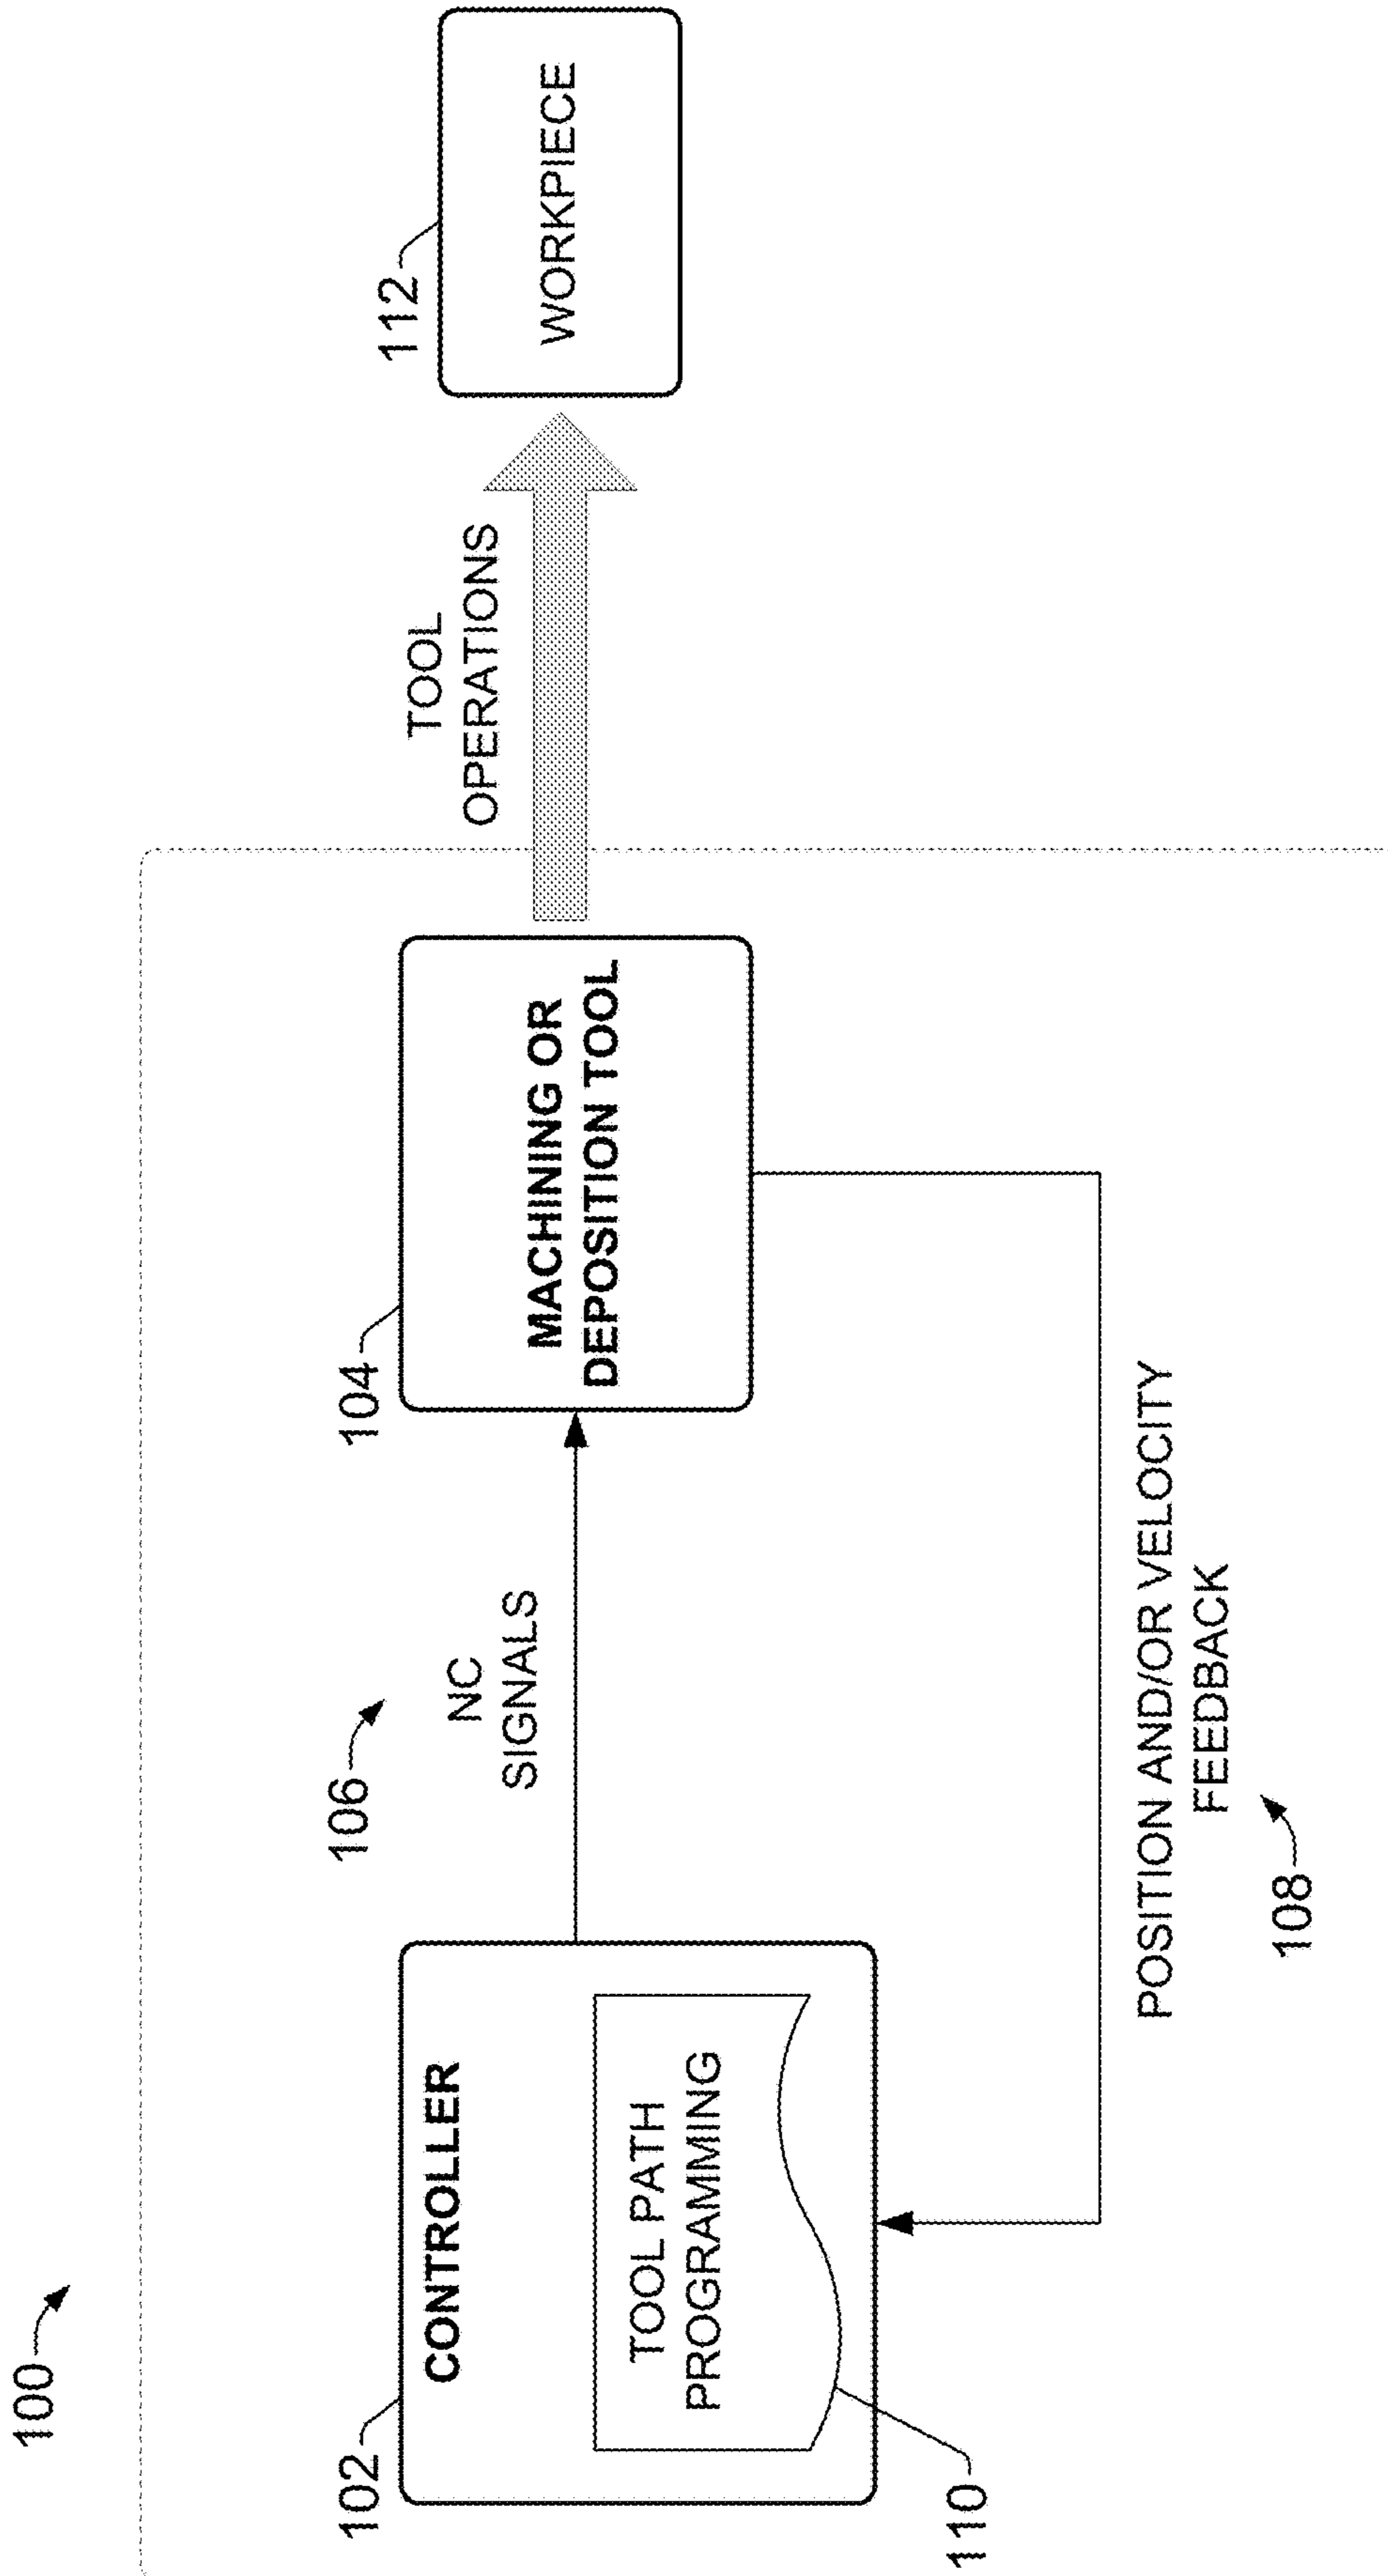 100
102
CONTROLLER
TOOL PATH
PROGRAMMING
110
106
NC
SIGNALS
104
MACHINING OR
DEPOSITION TOOL
POSITION AND/OR VELOCITY
FEEDBACK
108
TOOL
OPERATIONS
112
WORKPIECE